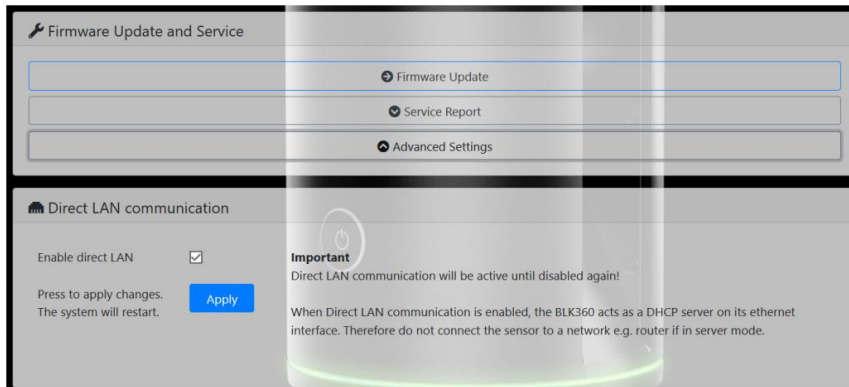 Firmware Update and Service
Firmware Update
Service Report
Advanced Settings
Direct LAN communication
Enable direct LAN
Important
Direct LAN communication will be active until disabled again!
Press to apply changes.
The system will restart.
Apply
When Direct LAN communication is enabled, the BLK360 acts as a DHCP server on its ethernet
interface. Therefore do not connect the sensor to a network e.g. router if in server mode.